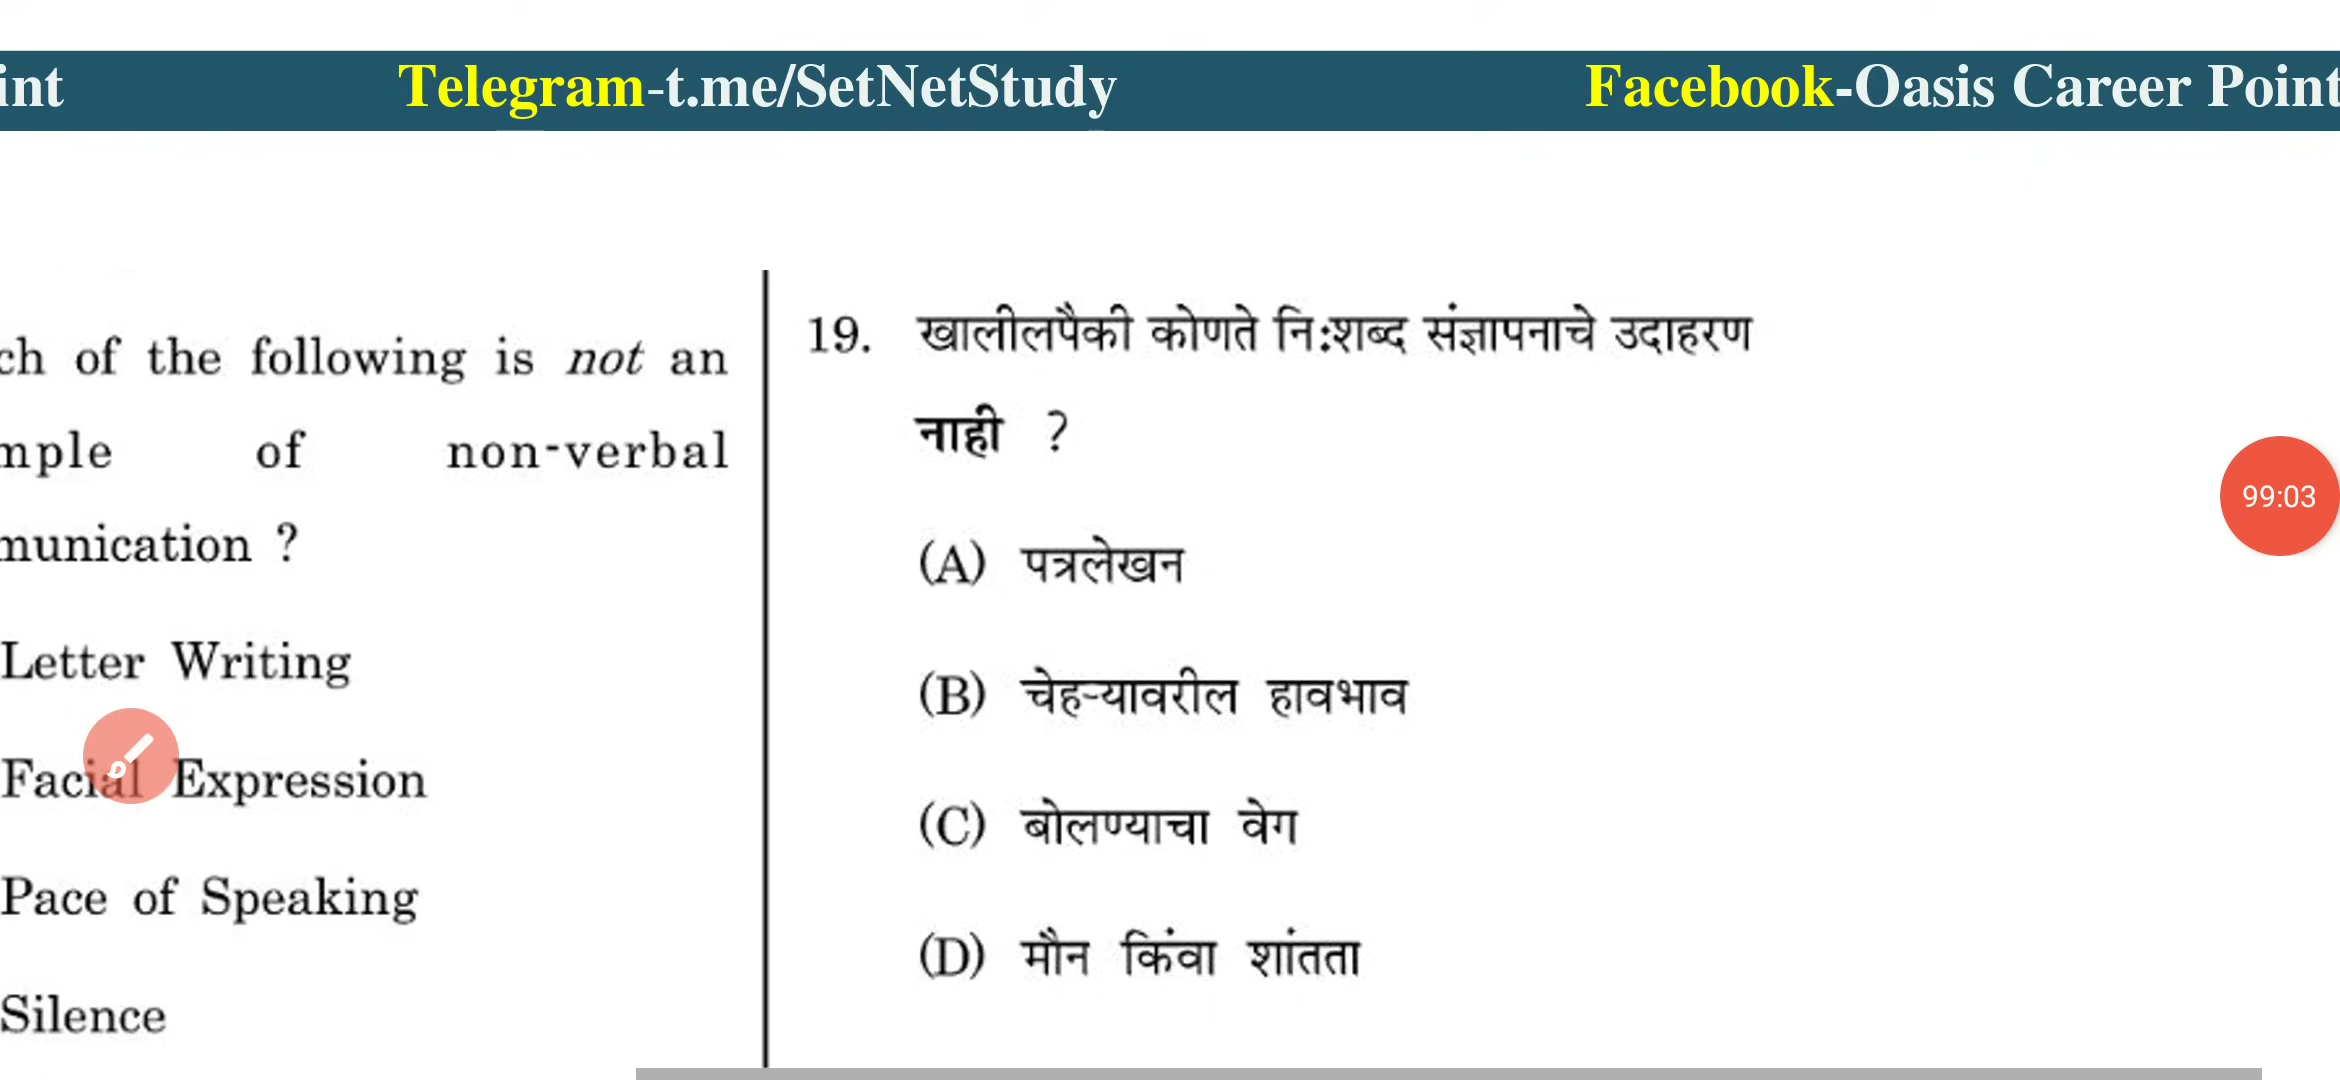 int Telegram-t.me/SetNetStudy Facebook-Oasis Career Point
ch of the following is not an
mple of non-verbal
munication ?
Letter Writing
Facial Expression
Pace of Speaking
Silence
19. खालीलपैकी कोणते नि:शब्द संज्ञापनाचे उदाहरण
नाही ?
(A) पत्रलेखन
(B) चेहऱ्यावरील हावभाव
(C) बोलण्याचा वेग
(D) मौन किंवा शांतता
99:03